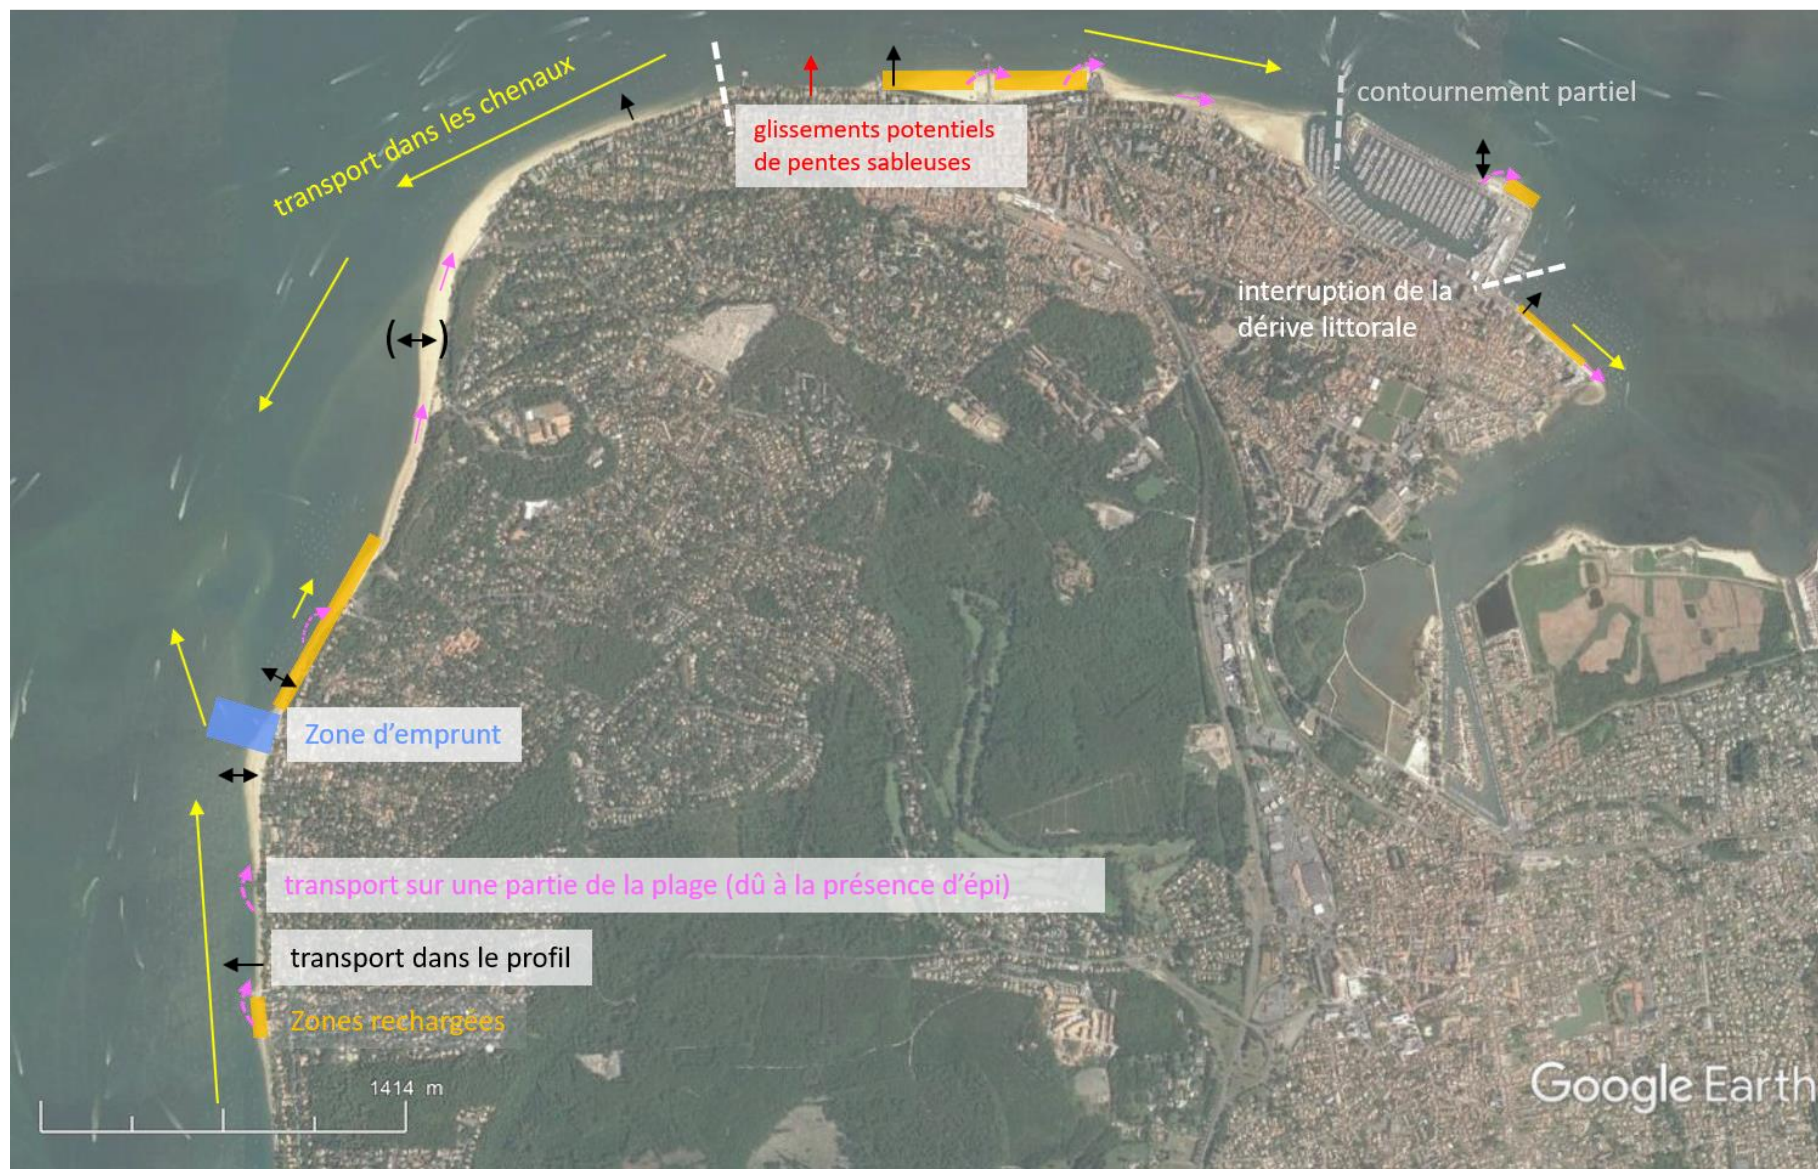 transport dans les chenaux
contournement partiel
glissements potentiels
de pentes sableuses
interruption de la
dérive littorale
( )
Zone d’emprunt
transport sur une partie de la plage (dû à la présence d’épi)
transport dans le profil
Zones rechargées
1414 m
Google Earth